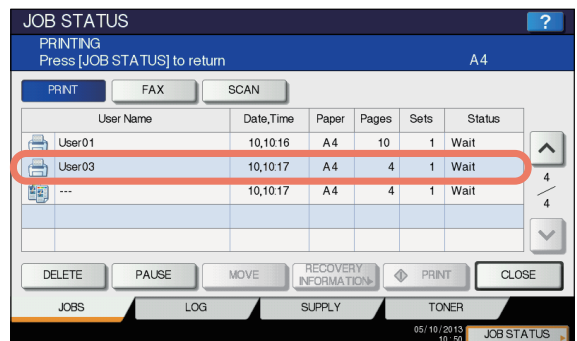 JOB STATUS ?
PRINTING
Press [JOB STATUS] to return A4
PRINT FAX SCAN
User Name Date,Time Paper Pages Sets Status
User01 10,10:16 A4 10 1 Wait
User03 10,10:17 A4 4 1 Wait
--- 10,10:17 A4 4 1 Wait
4
4
DELETE PAUSE MOVE RECOVERY INFORMATION PRINT CLOSE
JOBS LOG SUPPLY TONER
05/10/2013
10:50 JOB STATUS